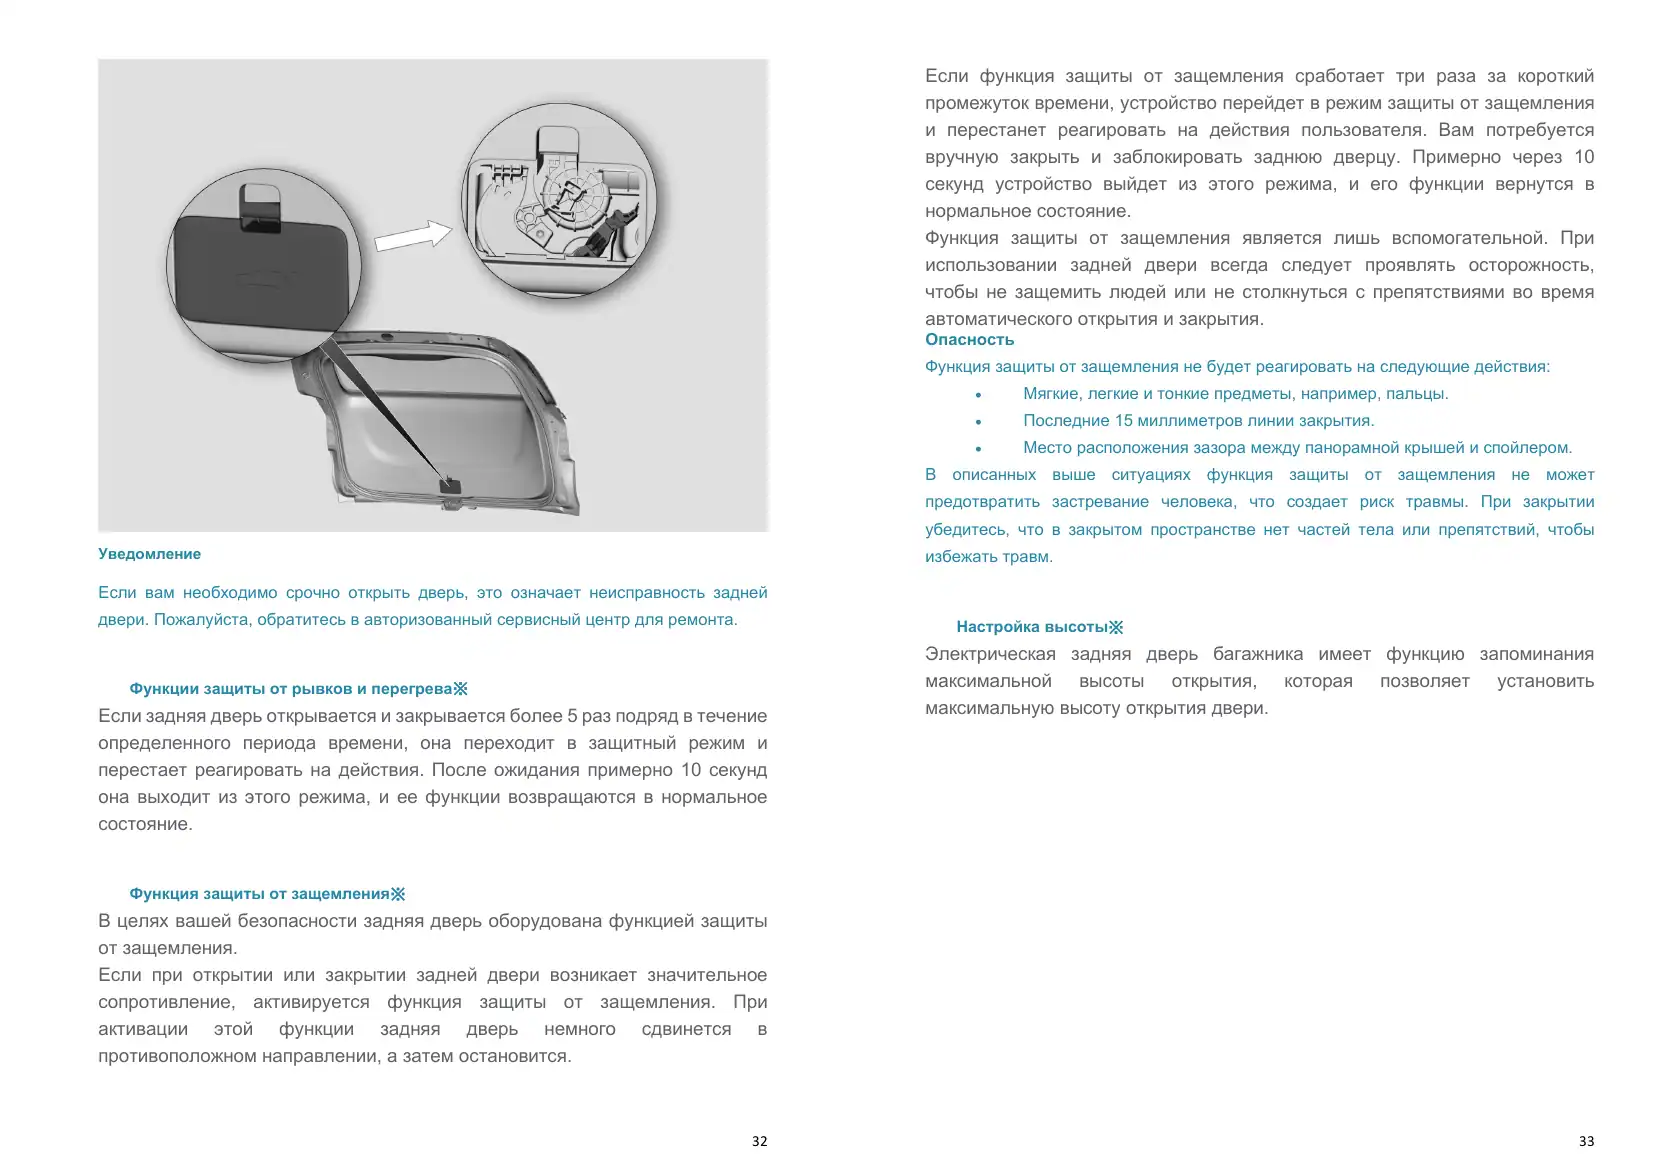 Уведомление
Если вам необходимо срочно открыть дверь, это означает неисправность задней
двери. Пожалуйста, обратитесь в авторизованный сервисный центр для ремонта.
Функции защиты от рывков и перегрева※
Если задняя дверь открывается и закрывается более 5 раз подряд в течение
определенного периода времени, она переходит в защитный режим и
перестает реагировать на действия. После ожидания примерно 10 секунд
она выходит из этого режима, и ее функции возвращаются в нормальное
состояние.
Функция защиты от защемления※
В целях вашей безопасности задняя дверь оборудована функцией защиты
от защемления.
Если при открытии или закрытии задней двери возникает значительное
сопротивление, активируется функция защиты от защемления. При
активации этой функции задняя дверь немного сдвинется в
противоположном направлении, а затем остановится.
32
Если функция защиты от защемления сработает три раза за короткий
промежуток времени, устройство перейдет в режим защиты от защемления
и перестанет реагировать на действия пользователя. Вам потребуется
вручную закрыть и заблокировать заднюю дверцу. Примерно через 10
секунд устройство выйдет из этого режима, и его функции вернутся в
нормальное состояние.
Функция защиты от защемления является лишь вспомогательной. При
использовании задней двери всегда следует проявлять осторожность,
чтобы не защемить людей или не столкнуться с препятствиями во время
автоматического открытия и закрытия.
Опасность
Функция защиты от защемления не будет реагировать на следующие действия:
• Мягкие, легкие и тонкие предметы, например, пальцы.
• Последние 15 миллиметров линии закрытия.
• Место расположения зазора между панорамной крышей и спойлером.
В описанных выше ситуациях функция защиты от защемления не может
предотвратить застревание человека, что создает риск травмы. При закрытии
убедитесь, что в закрытом пространстве нет частей тела или препятствий, чтобы
избежать травм.
Настройка высоты※
Электрическая задняя дверь багажника имеет функцию запоминания
максимальной высоты открытия, которая позволяет установить
максимальную высоту открытия двери.
33